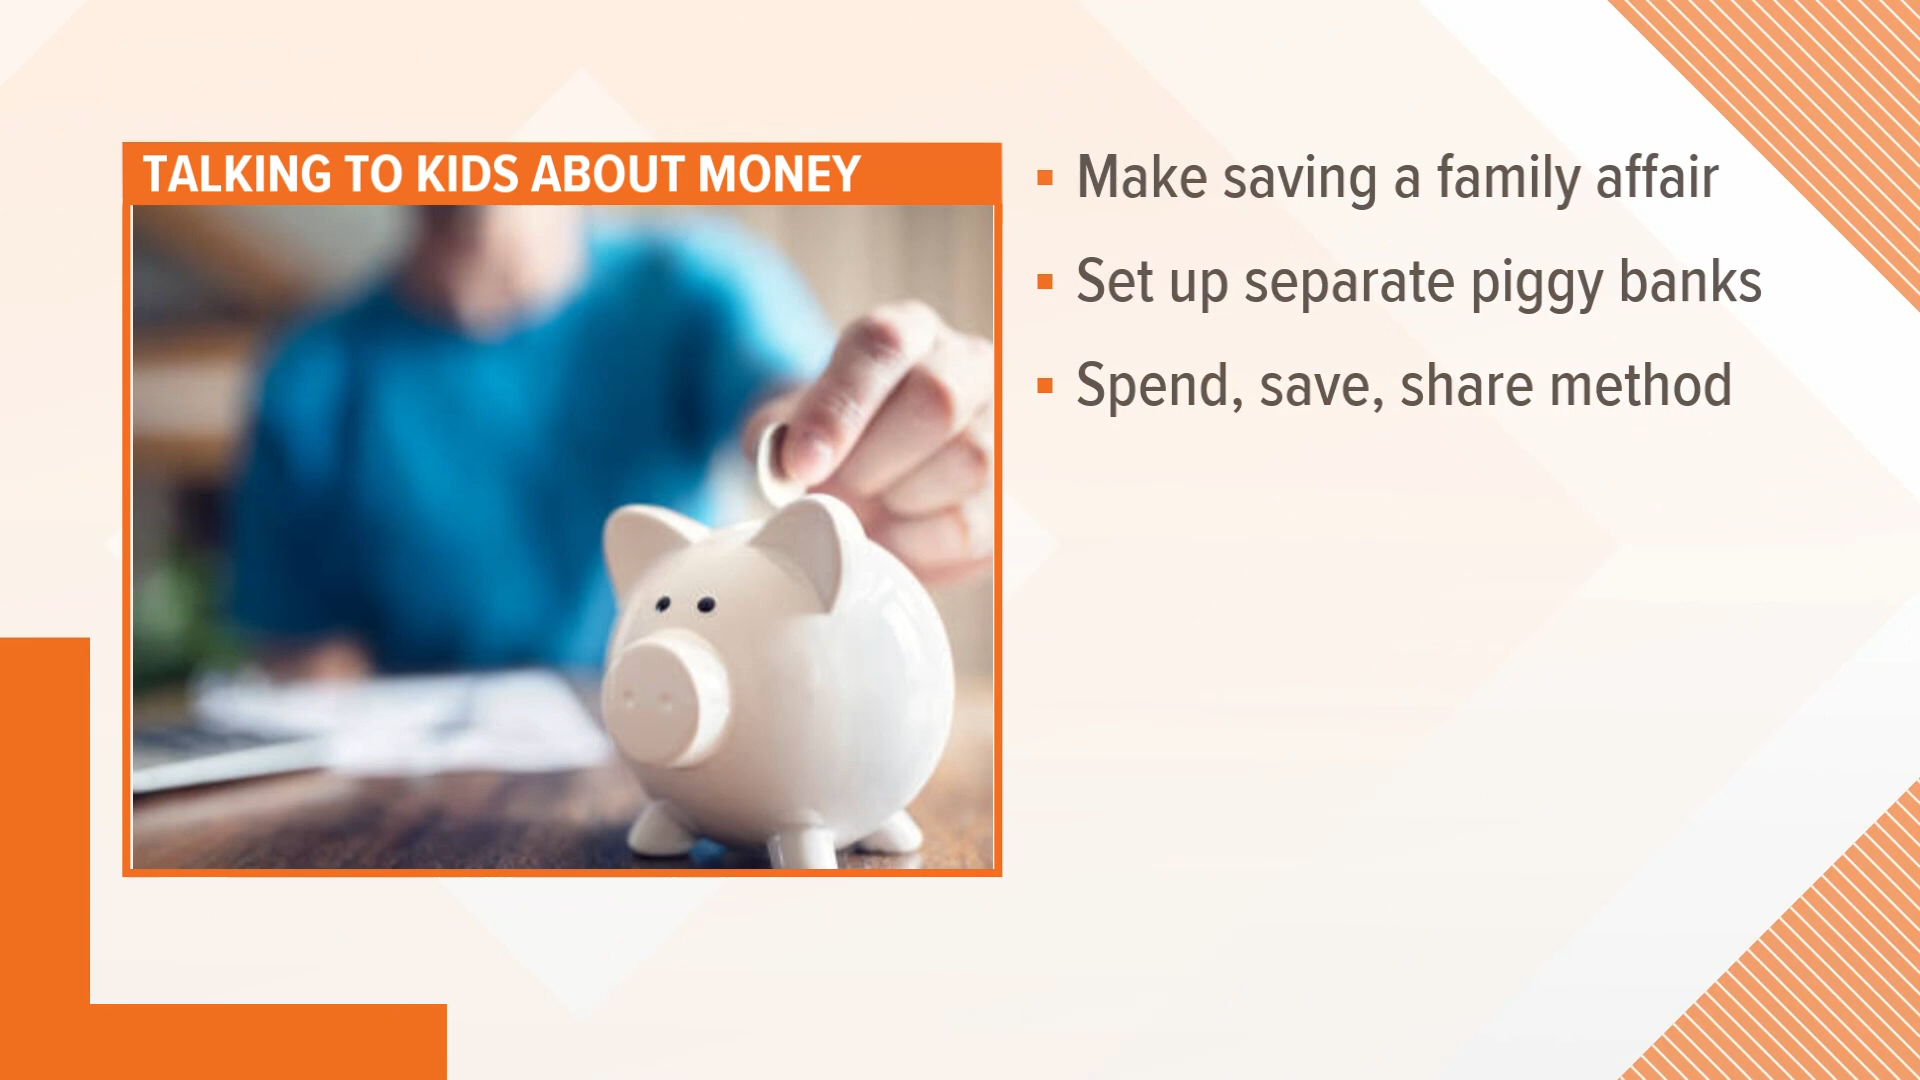 TALKING TO KIDS ABOUT MONEY
Make saving a family affair
Set up separate piggy banks
Spend, save, share method